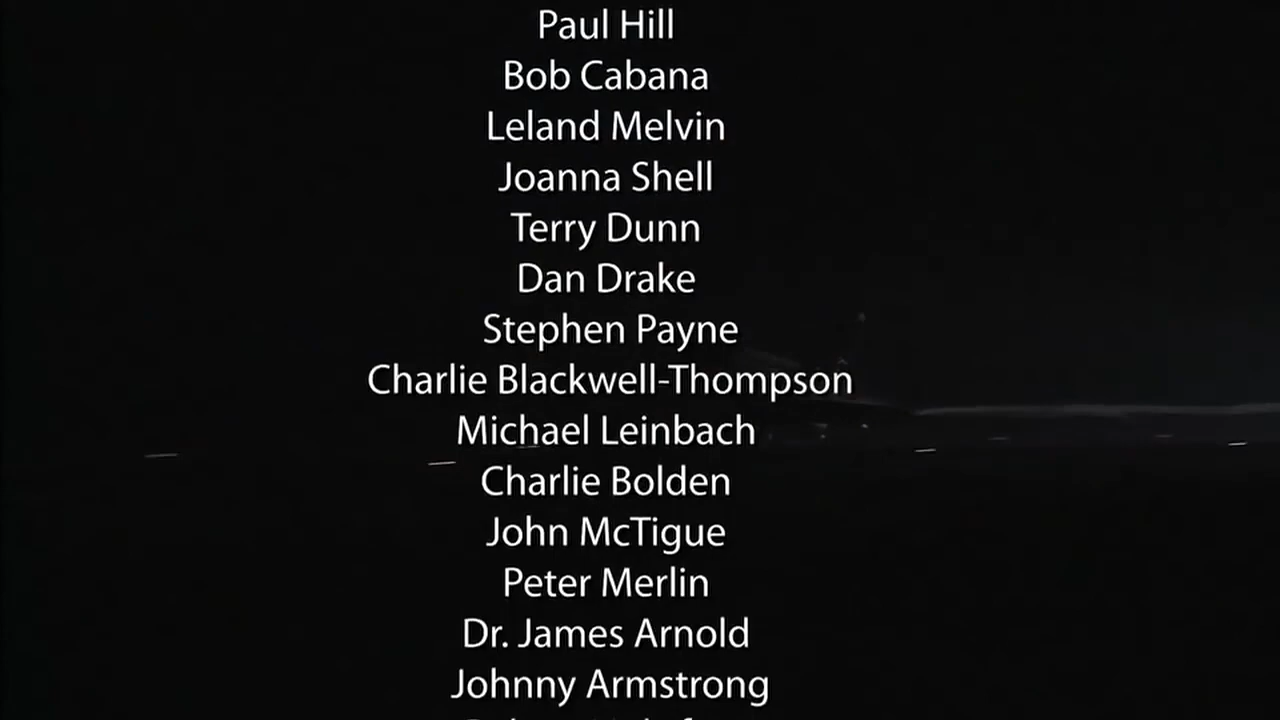 Paul Hill
Bob Cabana
Leland Melvin
Joanna Shell
Terry Dunn
Dan Drake
Stephen Payne
Charlie Blackwell-Thompson
Michael Leinbach
Charlie Bolden
John McTigue
Peter Merlin
Dr. James Arnold
Johnny Armstrong